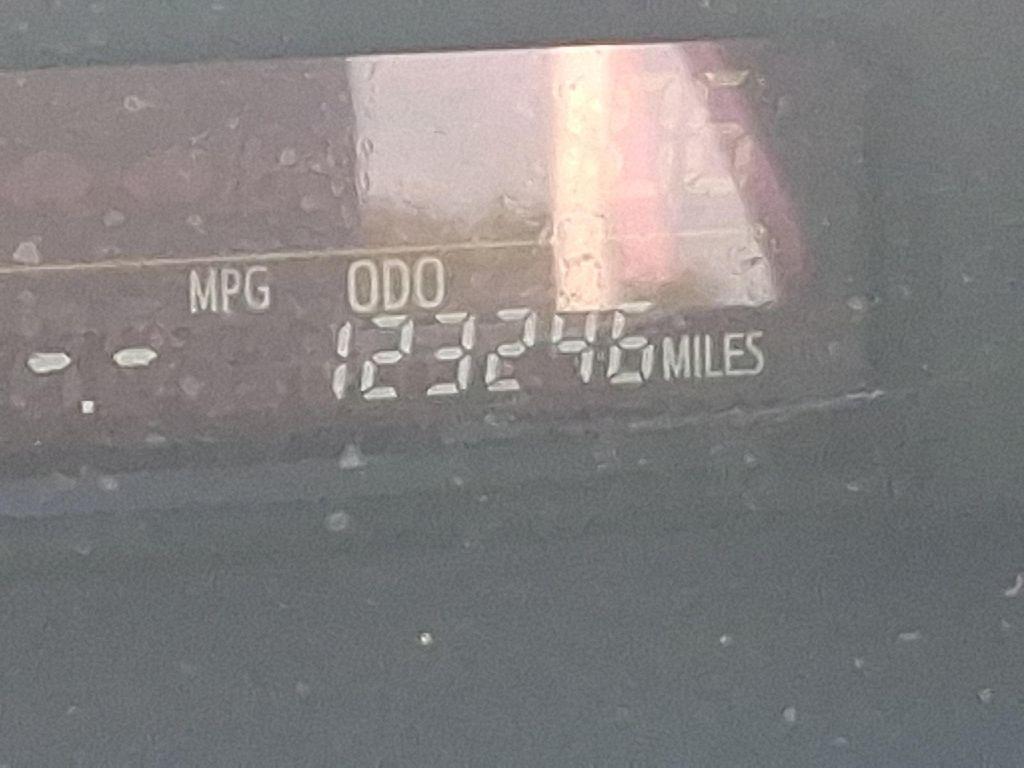 MPG ODO
-.- 123246 MILES